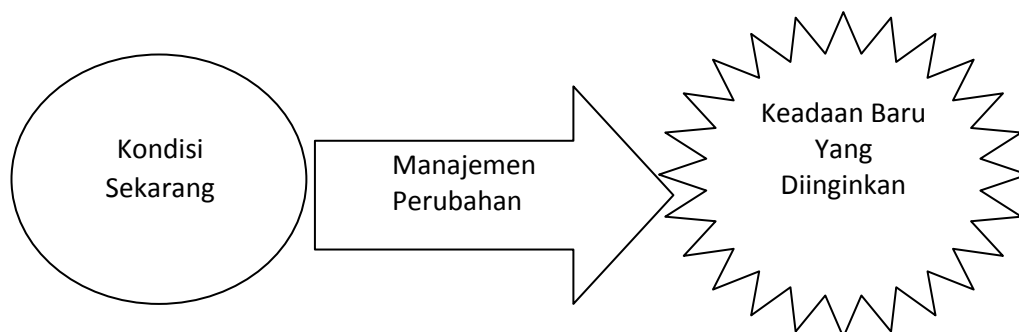 Kondisi
Sekarang
Manajemen
Perubahan
Keadaan Baru
Yang
Diinginkan